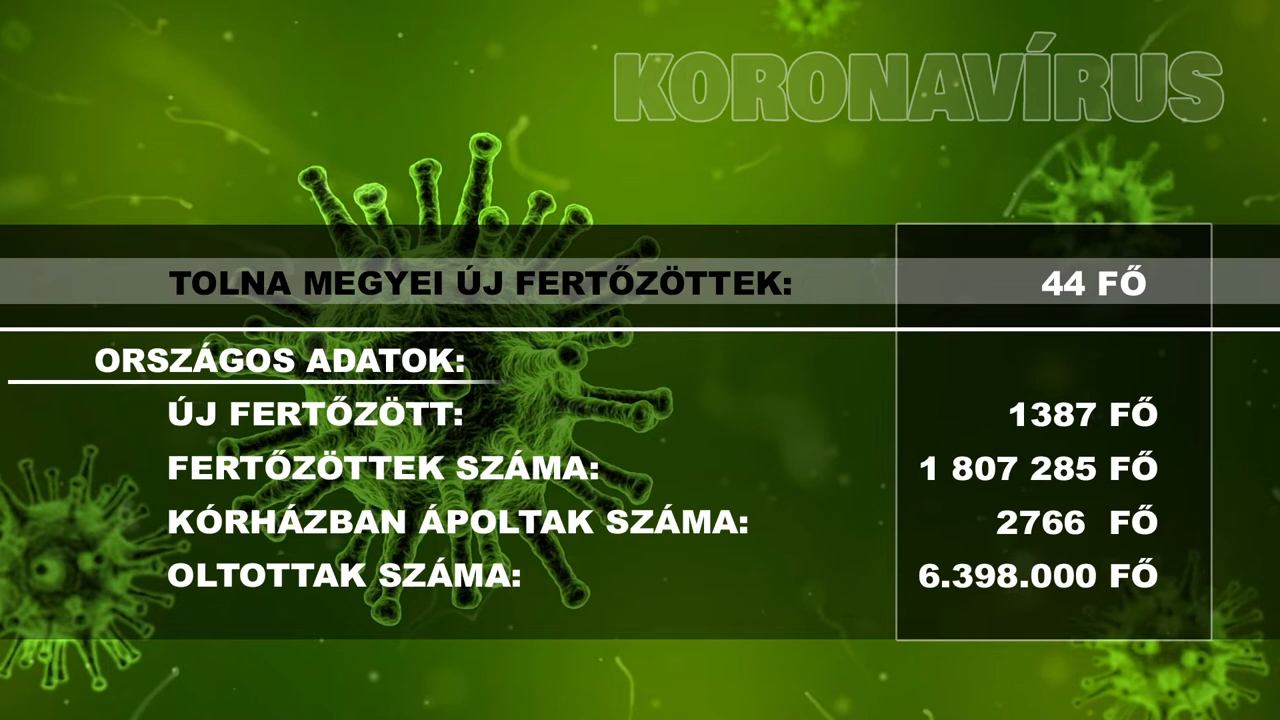 KORONAVÍRUS
TOLNA MEGYEI ÚJ FERTŐZÖTTEK: 44 FŐ
ORSZÁGOS ADATOK:
ÚJ FERTŐZÖTT: 1387 FŐ
FERTŐZÖTTEK SZÁMA: 1 807 285 FŐ
KÓRHÁZBAN ÁPOLTAK SZÁMA: 2766 FŐ
OLTOTTAK SZÁMA: 6.398.000 FŐ